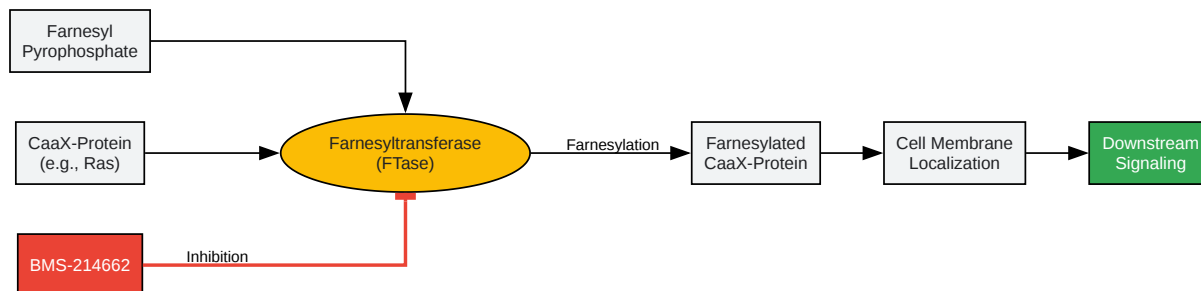 Farnesyl
Pyrophosphate
CaaX-Protein
(e.g., Ras)
Farnesyltransferase
(FTase)
Farnesylation
Farnesylated
CaaX-Protein
Cell Membrane
Localization
Downstream
Signaling
BMS-214662
Inhibition